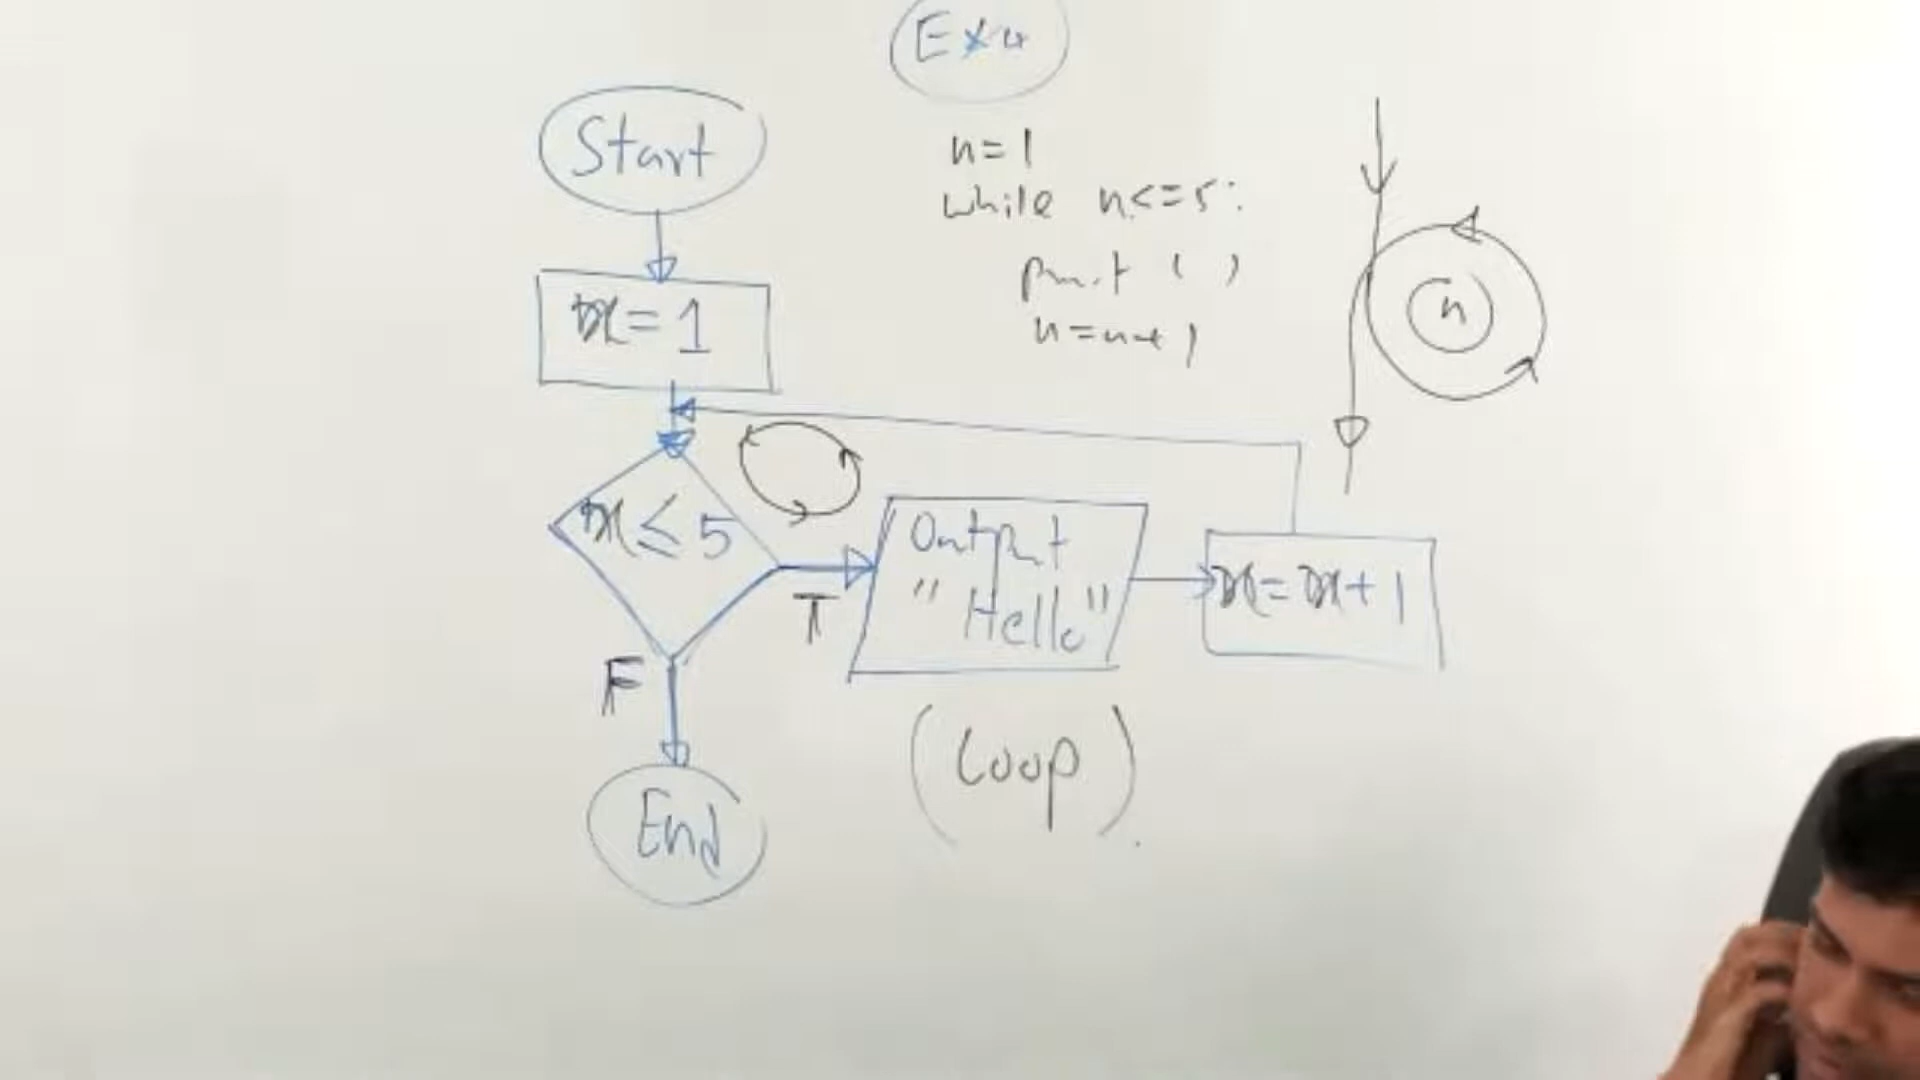 Ex4
Start
n=1
while n<=5:
print ( )
n=n+1
n
n=1
n≤5
T
F
Output
"Hello"
n=n+1
End
(Loop).